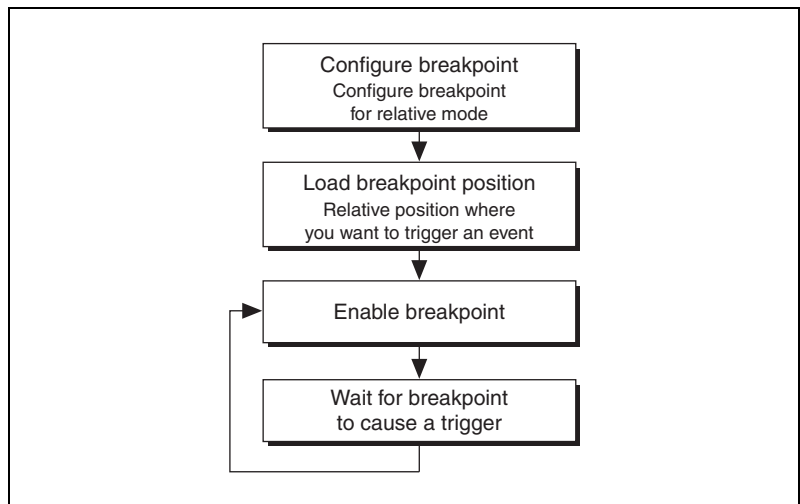 Configure breakpoint
Configure breakpoint
for relative mode
Load breakpoint position
Relative position where
you want to trigger an event
Enable breakpoint
Wait for breakpoint
to cause a trigger